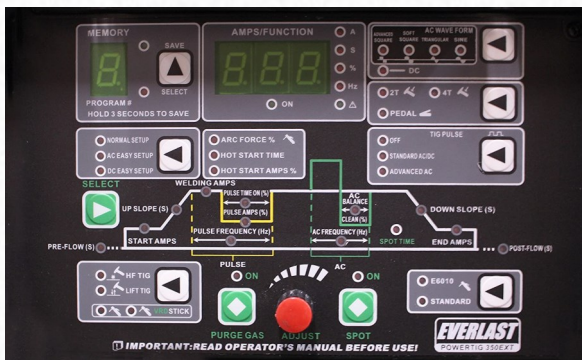 MEMORY
SAVE
SELECT
PROGRAM #
HOLD 3 SECONDS TO SAVE
AMPS/FUNCTION
A
S
%
Hz
ON
AC WAVE FORM
ADVANCED SQUARE
SOFT SQUARE
TRIANGULAR
SINE
DC
2T
4T
PEDAL
TIG PULSE
OFF
STANDARD AC/DC
ADVANCED AC
NORMAL SETUP
AC EASY SETUP
DC EASY SETUP
ARC FORCE %
HOT START TIME
HOT START AMPS %
SELECT
WELDING AMPS
PULSE TIME ON (%)
PULSE AMPS(%)
PULSE FREQUENCY (Hz)
AC BALANCE
CLEAN (%)
AC FREQUENCY (Hz)
UP SLOPE (S)
START AMPS
PRE-FLOW (S)
DOWN SLOPE (S)
SPOT TIME
END AMPS
POST-FLOW (S)
HF TIG
LIFT TIG
VRD STICK
PULSE
ON
AC
ON
PURGE GAS
ADJUST
SPOT
E6010
STANDARD
EVERLAST
POWERTIG 350EXT
IMPORTANT:READ OPERATOR'S MANUAL BEFORE USE!